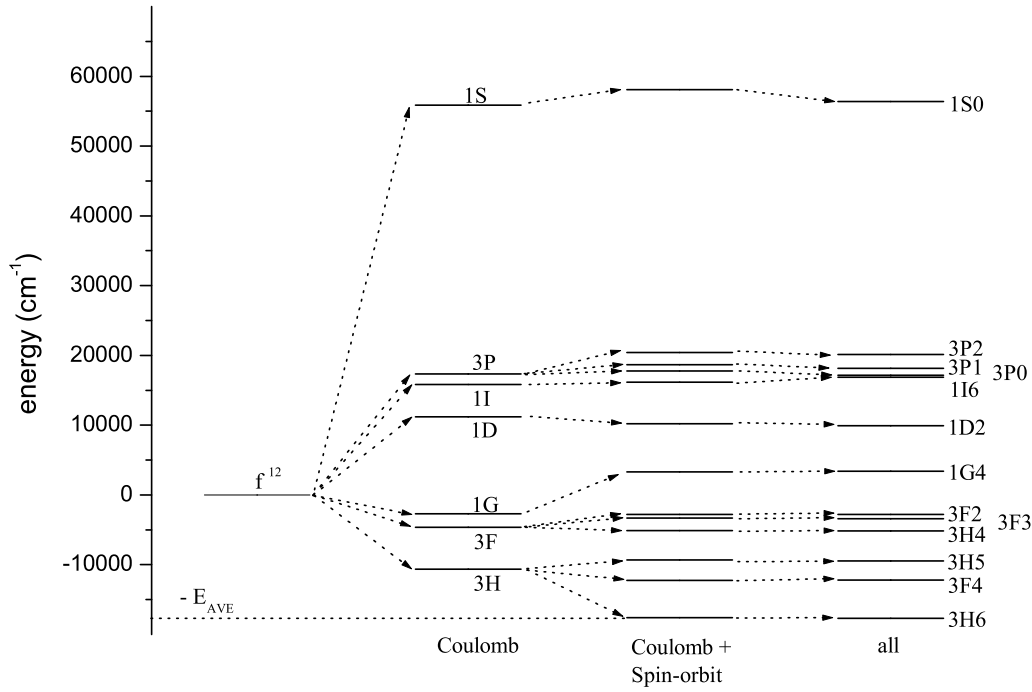 energy (cm-1)
60000
50000
40000
30000
20000
10000
0
-10000
f 12
- EAVE
1S
3P
1I
1D
1G
3F
3H
1S0
3P2
3P1
3P0
1I6
1D2
1G4
3F2
3F3
3H4
3H5
3F4
3H6
Coulomb
Coulomb +
Spin-orbit
all